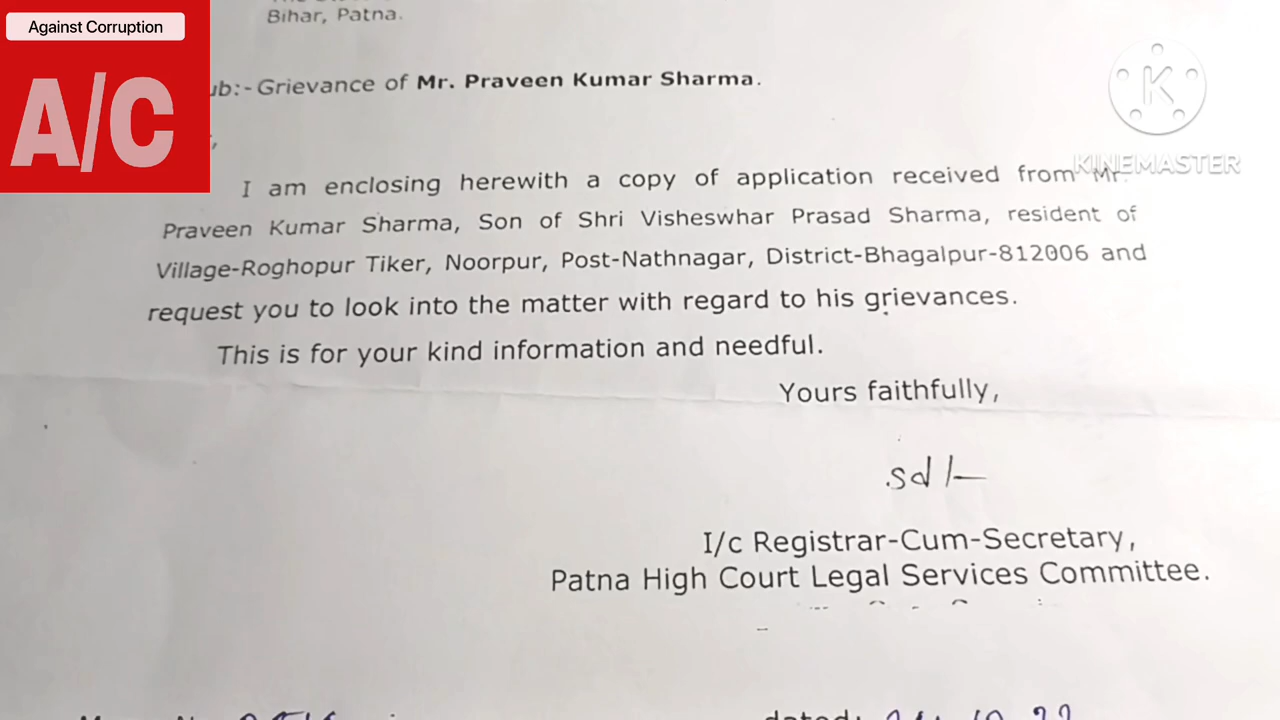 Against Corruption
A/C
Bihar, Patna.
ub:- Grievance of Mr. Praveen Kumar Sharma.
K
KINEMASTER
I am enclosing herewith a copy of application received from Mr.
Praveen Kumar Sharma, Son of Shri Visheswhar Prasad Sharma, resident of
Village-Roghopur Tiker, Noorpur, Post-Nathnagar, District-Bhagalpur-812006 and
request you to look into the matter with regard to his grievances.
This is for your kind information and needful.
Yours faithfully,
sd/-
I/c Registrar-Cum-Secretary,
Patna High Court Legal Services Committee.
dated: